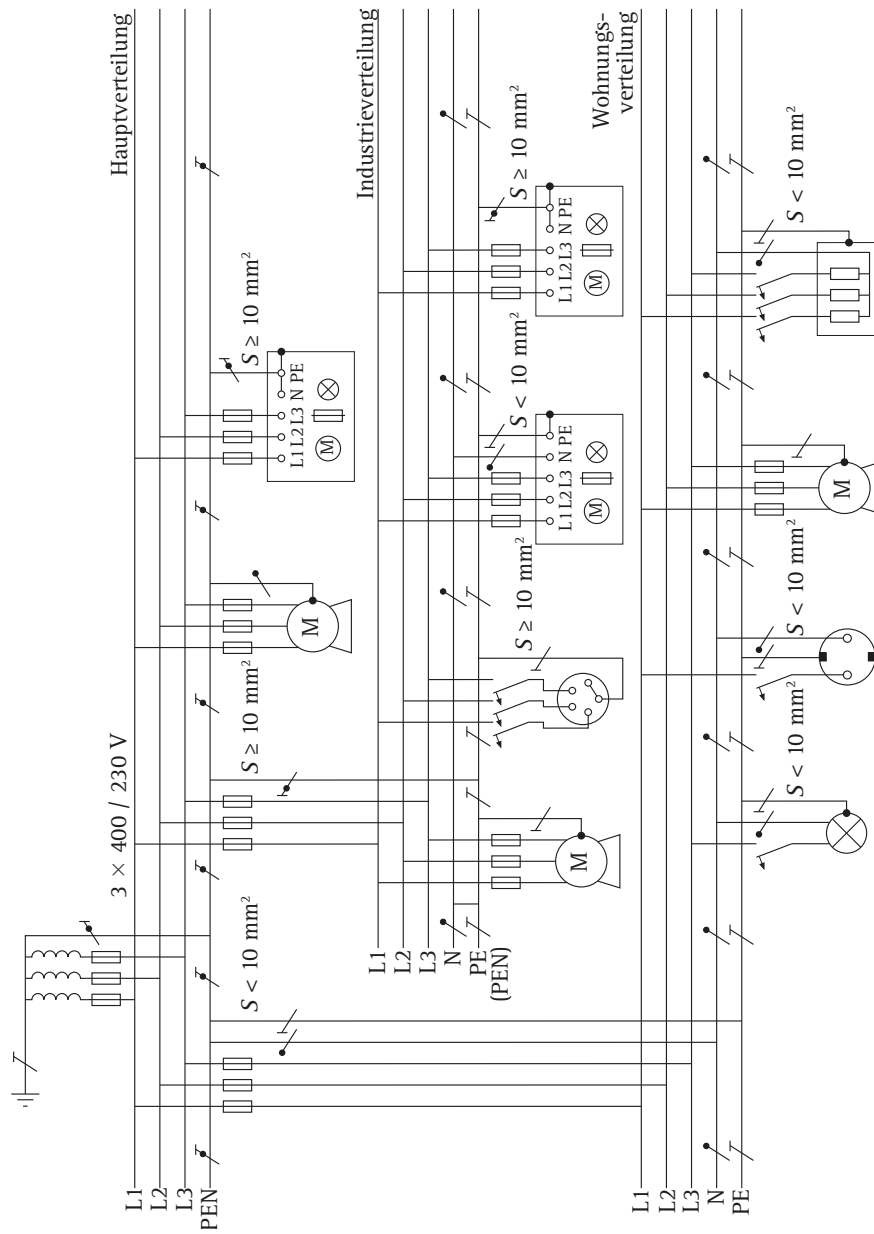 3 × 400 / 230 V
Hauptverteilung
L1
L2
L3
PEN
S < 10 mm²
S ≥ 10 mm²
S ≥ 10 mm²
L1 L2 L3 N PE
M
M
Industrieverteilung
L1
L2
L3
N
PE
(PEN)
S ≥ 10 mm²
S < 10 mm²
S ≥ 10 mm²
L1 L2 L3 N PE
L1 L2 L3 N PE
M
M
M
Wohnungs-
verteilung
L1
L2
L3
N
PE
S < 10 mm²
S < 10 mm²
S < 10 mm²
M